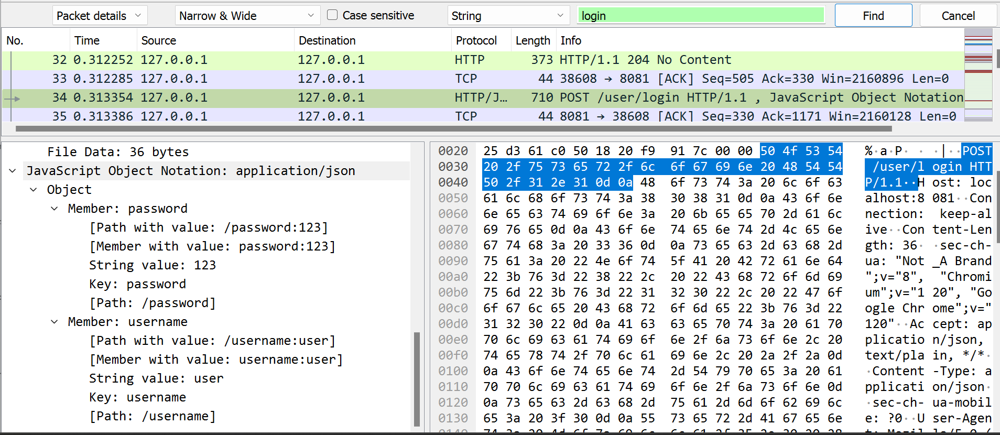 Packet details Narrow & Wide Case sensitive String login Find Cancel
No. Time Source Destination Protocol Length Info
32 0.312252 127.0.0.1 127.0.0.1 HTTP 373 HTTP/1.1 204 No Content
33 0.312285 127.0.0.1 127.0.0.1 TCP 44 38608 → 8081 [ACK] Seq=505 Ack=330 Win=2160896 Len=0
34 0.313354 127.0.0.1 127.0.0.1 HTTP/J… 710 POST /user/login HTTP/1.1 , JavaScript Object Notation
35 0.313386 127.0.0.1 127.0.0.1 TCP 44 8081 → 38608 [ACK] Seq=330 Ack=1171 Win=2160128 Len=0
File Data: 36 bytes
JavaScript Object Notation: application/json
Object
Member: password
[Path with value: /password:123]
[Member with value: password:123]
String value: 123
Key: password
[Path: /password]
Member: username
[Path with value: /username:user]
[Member with value: username:user]
String value: user
Key: username
[Path: /username]
0020 25 d3 61 c0 50 18 20 f9 91 7c 00 00 50 4f 53 54 %·a·P· · ·|··POST
0030 20 2f 75 73 65 72 2f 6c 6f 67 69 6e 20 48 54 54 /user/l ogin HTT
0040 50 2f 31 2e 31 0d 0a 48 6f 73 74 3a 20 6c 6f 63 P/1.1··H ost: loc
0050 61 6c 68 6f 73 74 3a 38 30 38 31 0d 0a 43 6f 6e alhost:8 081··Con
0060 6e 65 63 74 69 6f 6e 3a 20 6b 65 65 70 2d 61 6c nection: keep-al
0070 69 76 65 0d 0a 43 6f 6e 74 65 6e 74 2d 4c 65 6e ive··Con tent-Len
0080 67 74 68 3a 20 33 36 0d 0a 73 65 63 2d 63 68 2d gth: 36· ·sec-ch-
0090 75 61 3a 20 22 4e 6f 74 5f 41 20 42 72 61 6e 64 ua: "Not _A Brand
00a0 22 3b 76 3d 22 38 22 2c 20 22 43 68 72 6f 6d 69 ";v="8", "Chromi
00b0 75 6d 22 3b 76 3d 22 31 32 30 22 2c 20 22 47 6f um";v="1 20", "Go
00c0 6f 67 6c 65 20 43 68 72 6f 6d 65 22 3b 76 3d 22 ogle Chr ome";v="
00d0 31 32 30 22 0d 0a 41 63 63 65 70 74 3a 20 61 70 120"··Ac cept: ap
00e0 70 6c 69 63 61 74 69 6f 6e 2f 6a 73 6f 6e 2c 20 plicatio n/json,
00f0 74 65 78 74 2f 70 6c 61 69 6e 2c 20 2a 2f 2a 0d text/pla in, */*·
0100 0a 43 6f 6e 74 65 6e 74 2d 54 79 70 65 3a 20 61 ·Content -Type: a
0110 70 70 6c 69 63 61 74 69 6f 6e 2f 6a 73 6f 6e 0d pplicati on/json·
0120 0a 73 65 63 2d 63 68 2d 75 61 2d 6d 6f 62 69 6c ·sec-ch- ua-mobil
0130 65 3a 20 3f 30 0d 0a 55 73 65 72 2d 41 67 65 6e e: ?0··U ser-Agen